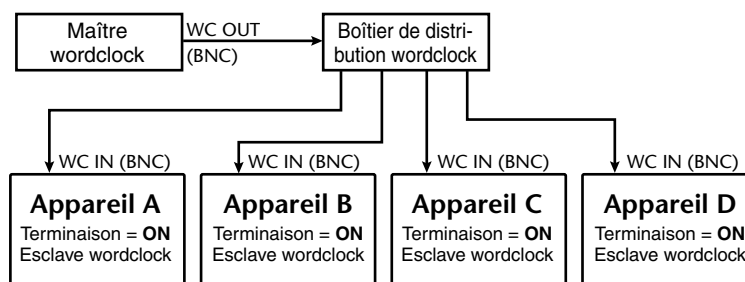 Maître
wordclock
WC OUT
(BNC)
Boîtier de distri-
bution wordclock
WC IN (BNC)
WC IN (BNC)
WC IN (BNC)
WC IN (BNC)
Appareil A
Terminaison = ON
Esclave wordclock
Appareil B
Terminaison = ON
Esclave wordclock
Appareil C
Terminaison = ON
Esclave wordclock
Appareil D
Terminaison = ON
Esclave wordclock